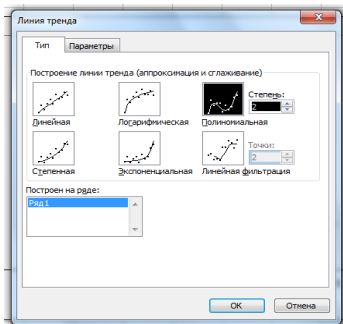 Линия тренда
Тип Параметры
Построение линии тренда (аппроксимация и сглаживание)
Степень:
2
Линейная Логарифмическая Полиномиальная
Точки:
2
Степенная Экспоненциальная Линейная фильтрация
Построен на ряде:
Ряд1
ОК Отмена